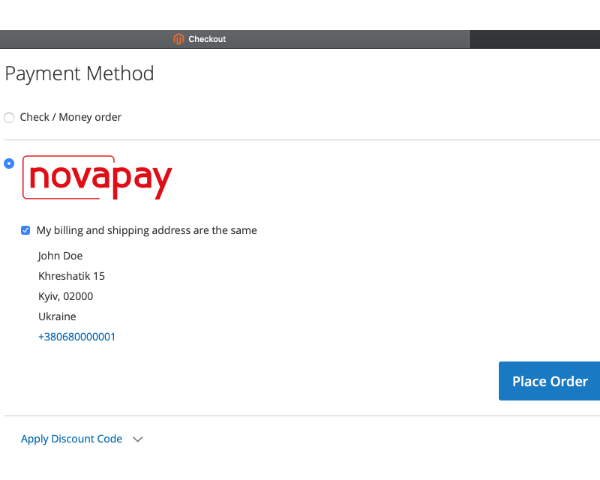 Checkout
Payment Method
Check / Money order
novapay
My billing and shipping address are the same
John Doe
Khreshatik 15
Kyiv, 02000
Ukraine
+380680000001
Place Order
Apply Discount Code